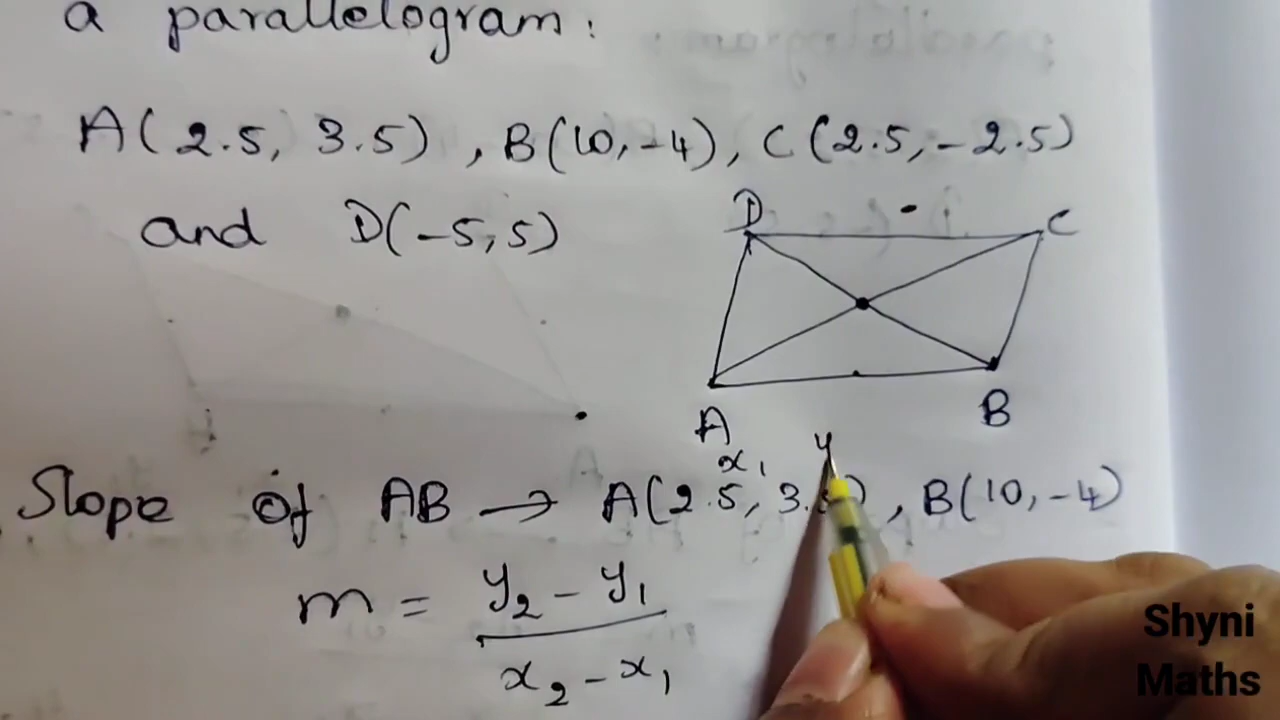 a parallelogram:
A(2.5, 3.5), B(10,-4), C(2.5,-2.5)
and D(-5,5)
D C
A B
x₁ y
Slope of AB → A(2.5, 3.5), B(10,-4)
m = (y₂ - y₁)/(x₂ - x₁)
Shyni
Maths